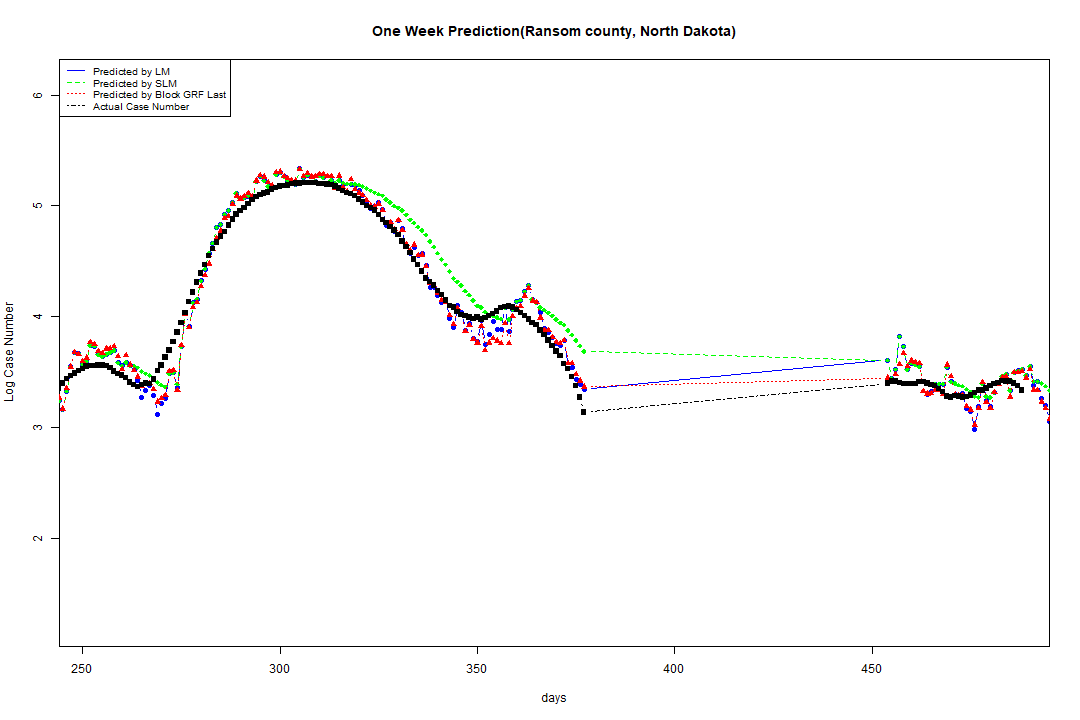 One Week Prediction(Ransom county, North Dakota)
Predicted by LM
Predicted by SLM
Predicted by Block GRF Last
Actual Case Number
6
5
4
3
2
Log Case Number
250 300 350 400 450
days